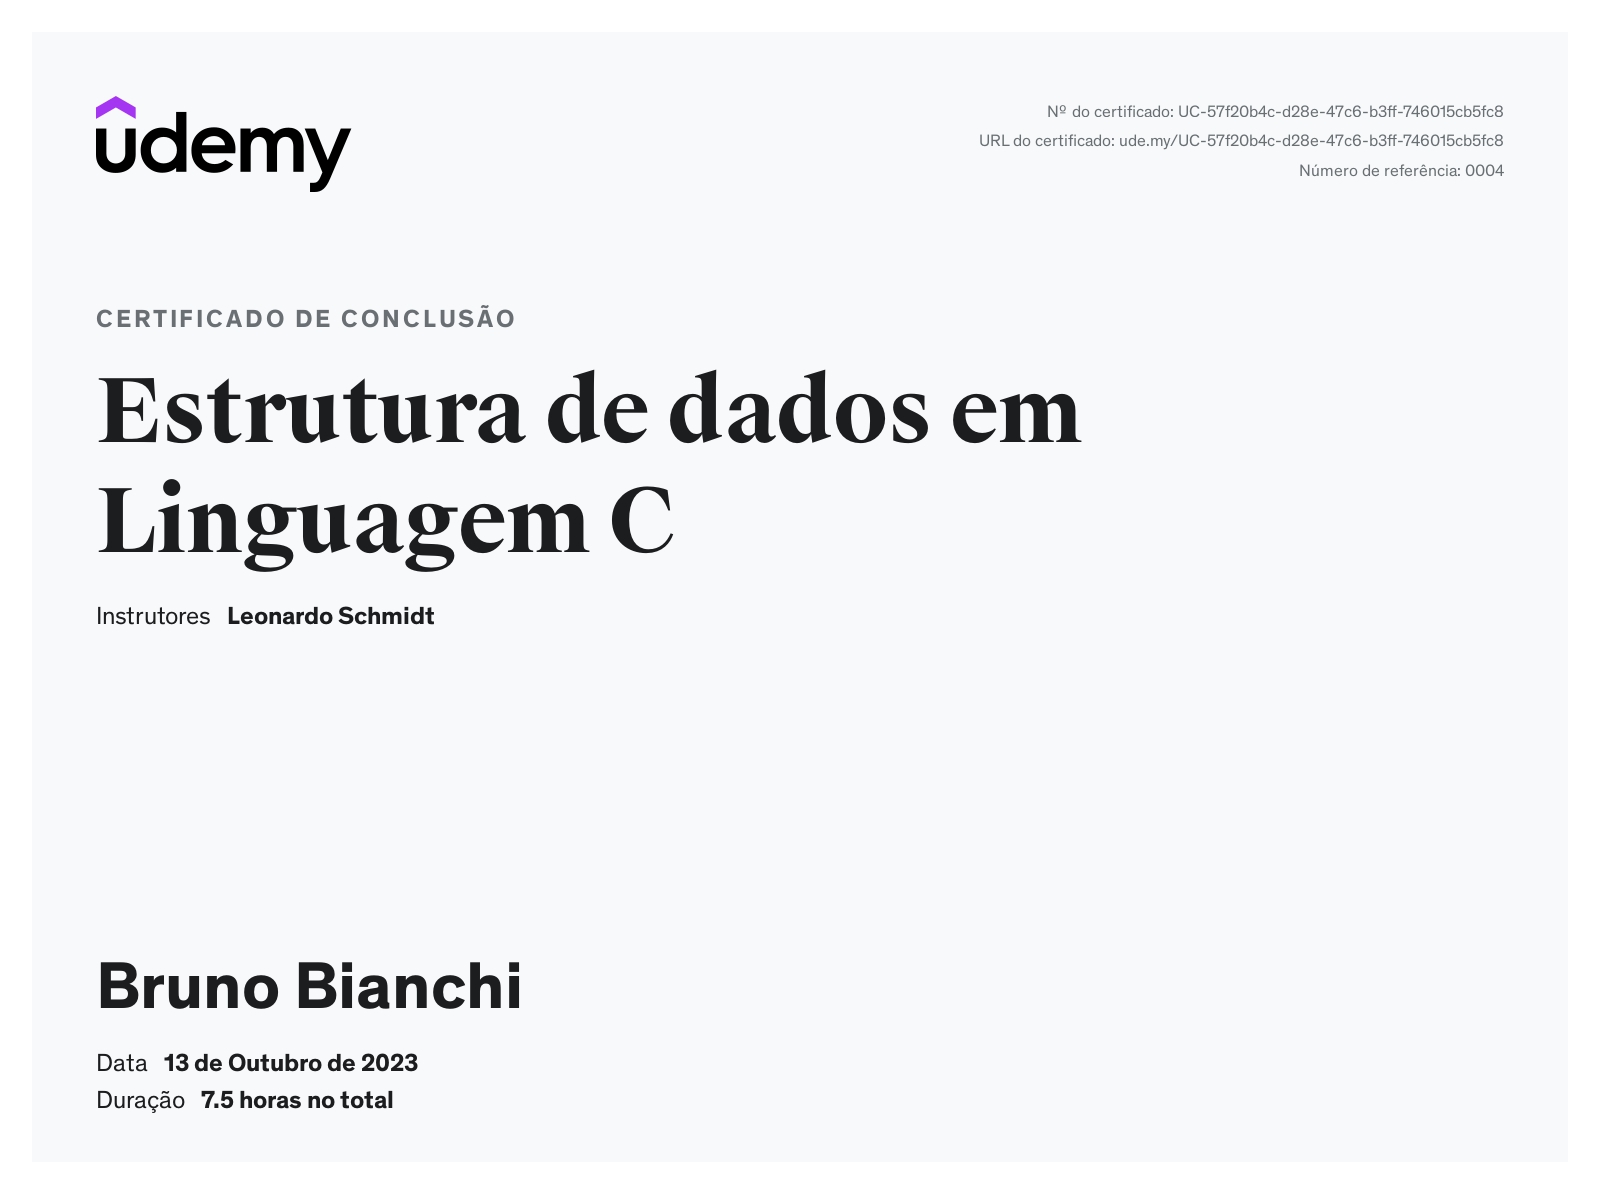 udemy
Nº do certificado: UC-57f20b4c-d28e-47c6-b3ff-746015cb5fc8
URL do certificado: ude.my/UC-57f20b4c-d28e-47c6-b3ff-746015cb5fc8
Número de referência: 0004
CERTIFICADO DE CONCLUSÃO
Estrutura de dados em
Linguagem C
Instrutores Leonardo Schmidt
Bruno Bianchi
Data 13 de Outubro de 2023
Duração 7.5 horas no total